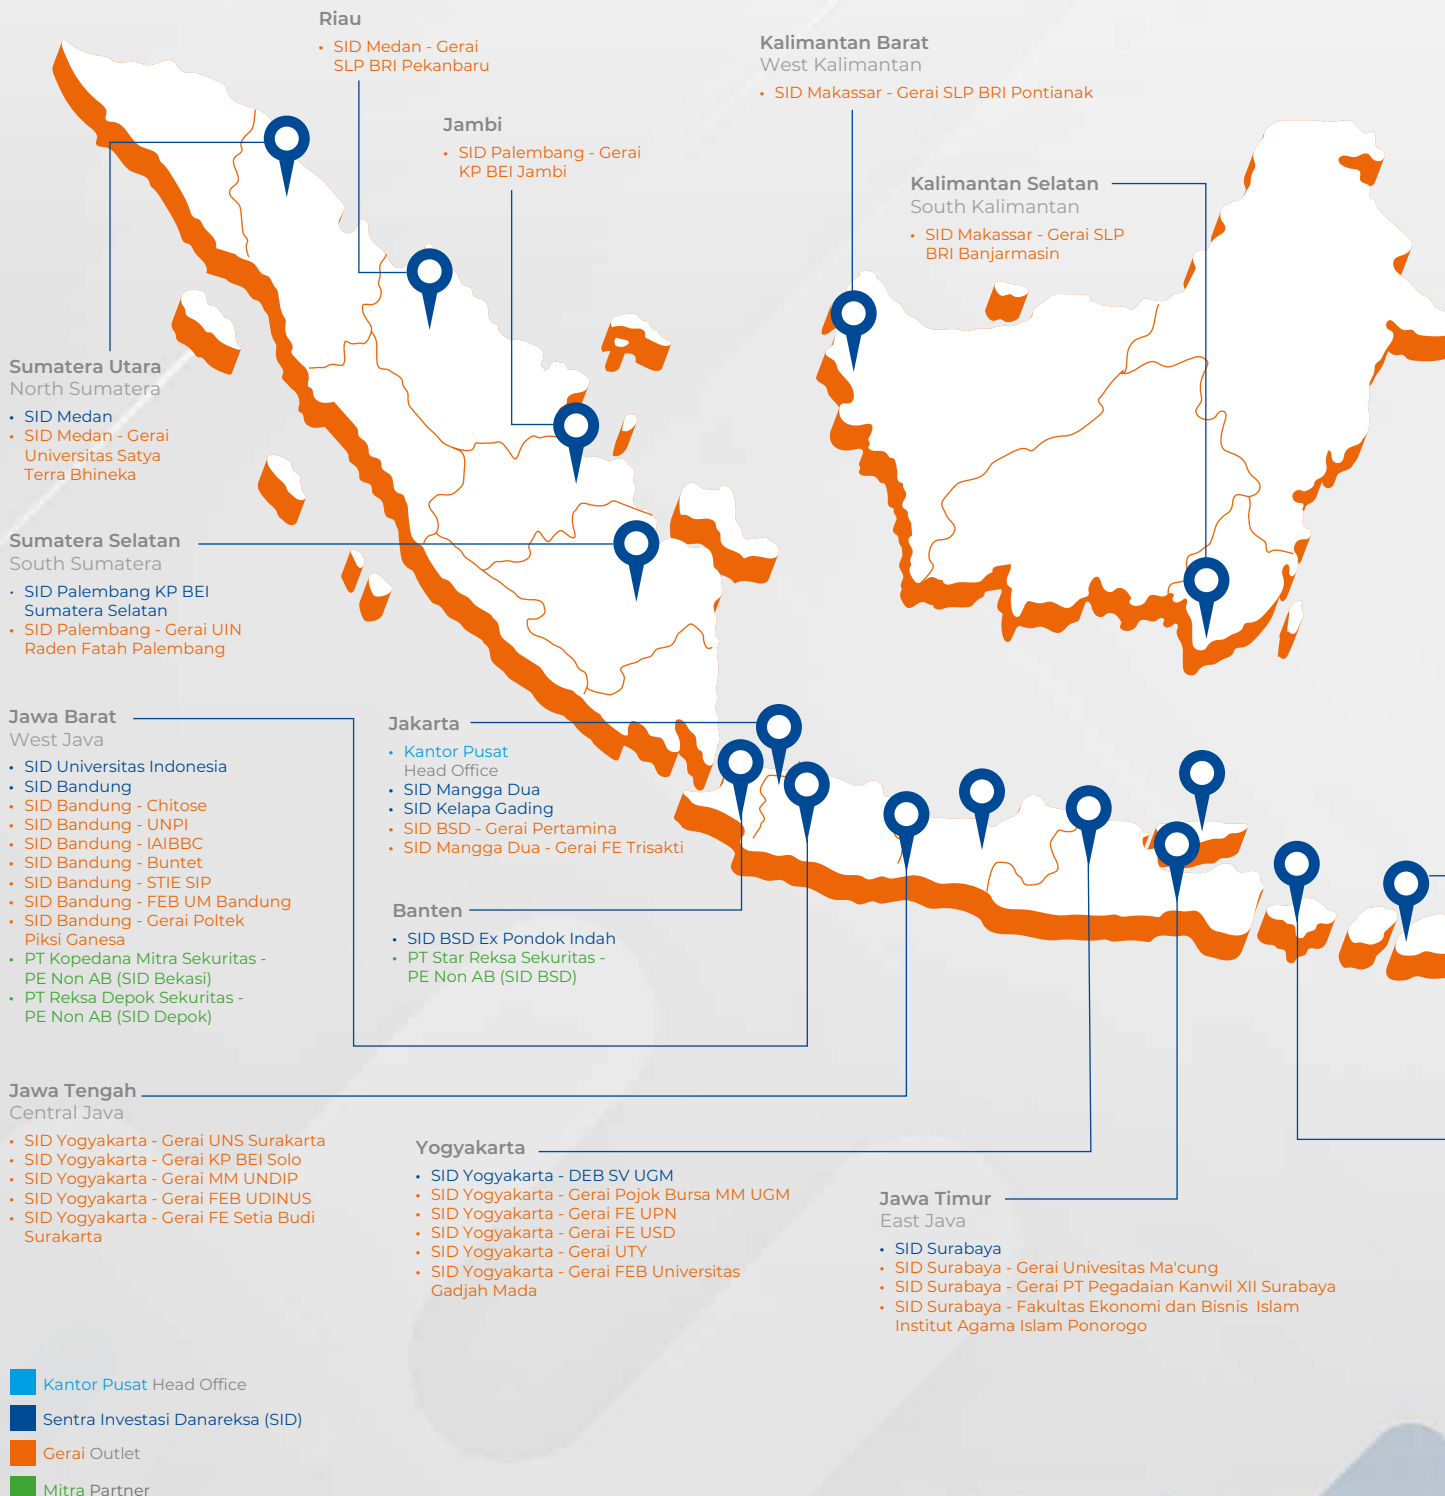 Riau
• SID Medan - Gerai
SLP BRI Pekanbaru
Jambi
• SID Palembang - Gerai
KP BEI Jambi
Kalimantan Barat
West Kalimantan
• SID Makassar - Gerai SLP BRI Pontianak
Kalimantan Selatan
South Kalimantan
• SID Makassar - Gerai SLP
BRI Banjarmasin
Sumatera Utara
North Sumatera
• SID Medan
• SID Medan - Gerai
Universitas Satya
Terra Bhineka
Sumatera Selatan
South Sumatera
• SID Palembang KP BEI
Sumatera Selatan
• SID Palembang - Gerai UIN
Raden Fatah Palembang
Jawa Barat
West Java
• SID Universitas Indonesia
• SID Bandung
• SID Bandung - Chitose
• SID Bandung - UNPI
• SID Bandung - IAIBBC
• SID Bandung - Buntet
• SID Bandung - STIE SIP
• SID Bandung - FEB UM Bandung
• SID Bandung - Gerai Poltek
Piksi Ganesa
• PT Kopedana Mitra Sekuritas -
PE Non AB (SID Bekasi)
• PT Reksa Depok Sekuritas -
PE Non AB (SID Depok)
Jakarta
• Kantor Pusat
Head Office
• SID Mangga Dua
• SID Kelapa Gading
• SID BSD - Gerai Pertamina
• SID Mangga Dua - Gerai FE Trisakti
Banten
• SID BSD Ex Pondok Indah
• PT Star Reksa Sekuritas -
PE Non AB (SID BSD)
Jawa Tengah
Central Java
• SID Yogyakarta - Gerai UNS Surakarta
• SID Yogyakarta - Gerai KP BEI Solo
• SID Yogyakarta - Gerai MM UNDIP
• SID Yogyakarta - Gerai FEB UDINUS
• SID Yogyakarta - Gerai FE Setia Budi
Surakarta
Yogyakarta
• SID Yogyakarta - DEB SV UGM
• SID Yogyakarta - Gerai Pojok Bursa MM UGM
• SID Yogyakarta - Gerai FE UPN
• SID Yogyakarta - Gerai FE USD
• SID Yogyakarta - Gerai UTY
• SID Yogyakarta - Gerai FEB Universitas
Gadjah Mada
Jawa Timur
East Java
• SID Surabaya
• SID Surabaya - Gerai Univesitas Ma'cung
• SID Surabaya - Gerai PT Pegadaian Kanwil XII Surabaya
• SID Surabaya - Fakultas Ekonomi dan Bisnis Islam
Institut Agama Islam Ponorogo
Kantor Pusat Head Office
Sentra Investasi Danareksa (SID)
Gerai Outlet
Mitra Partner